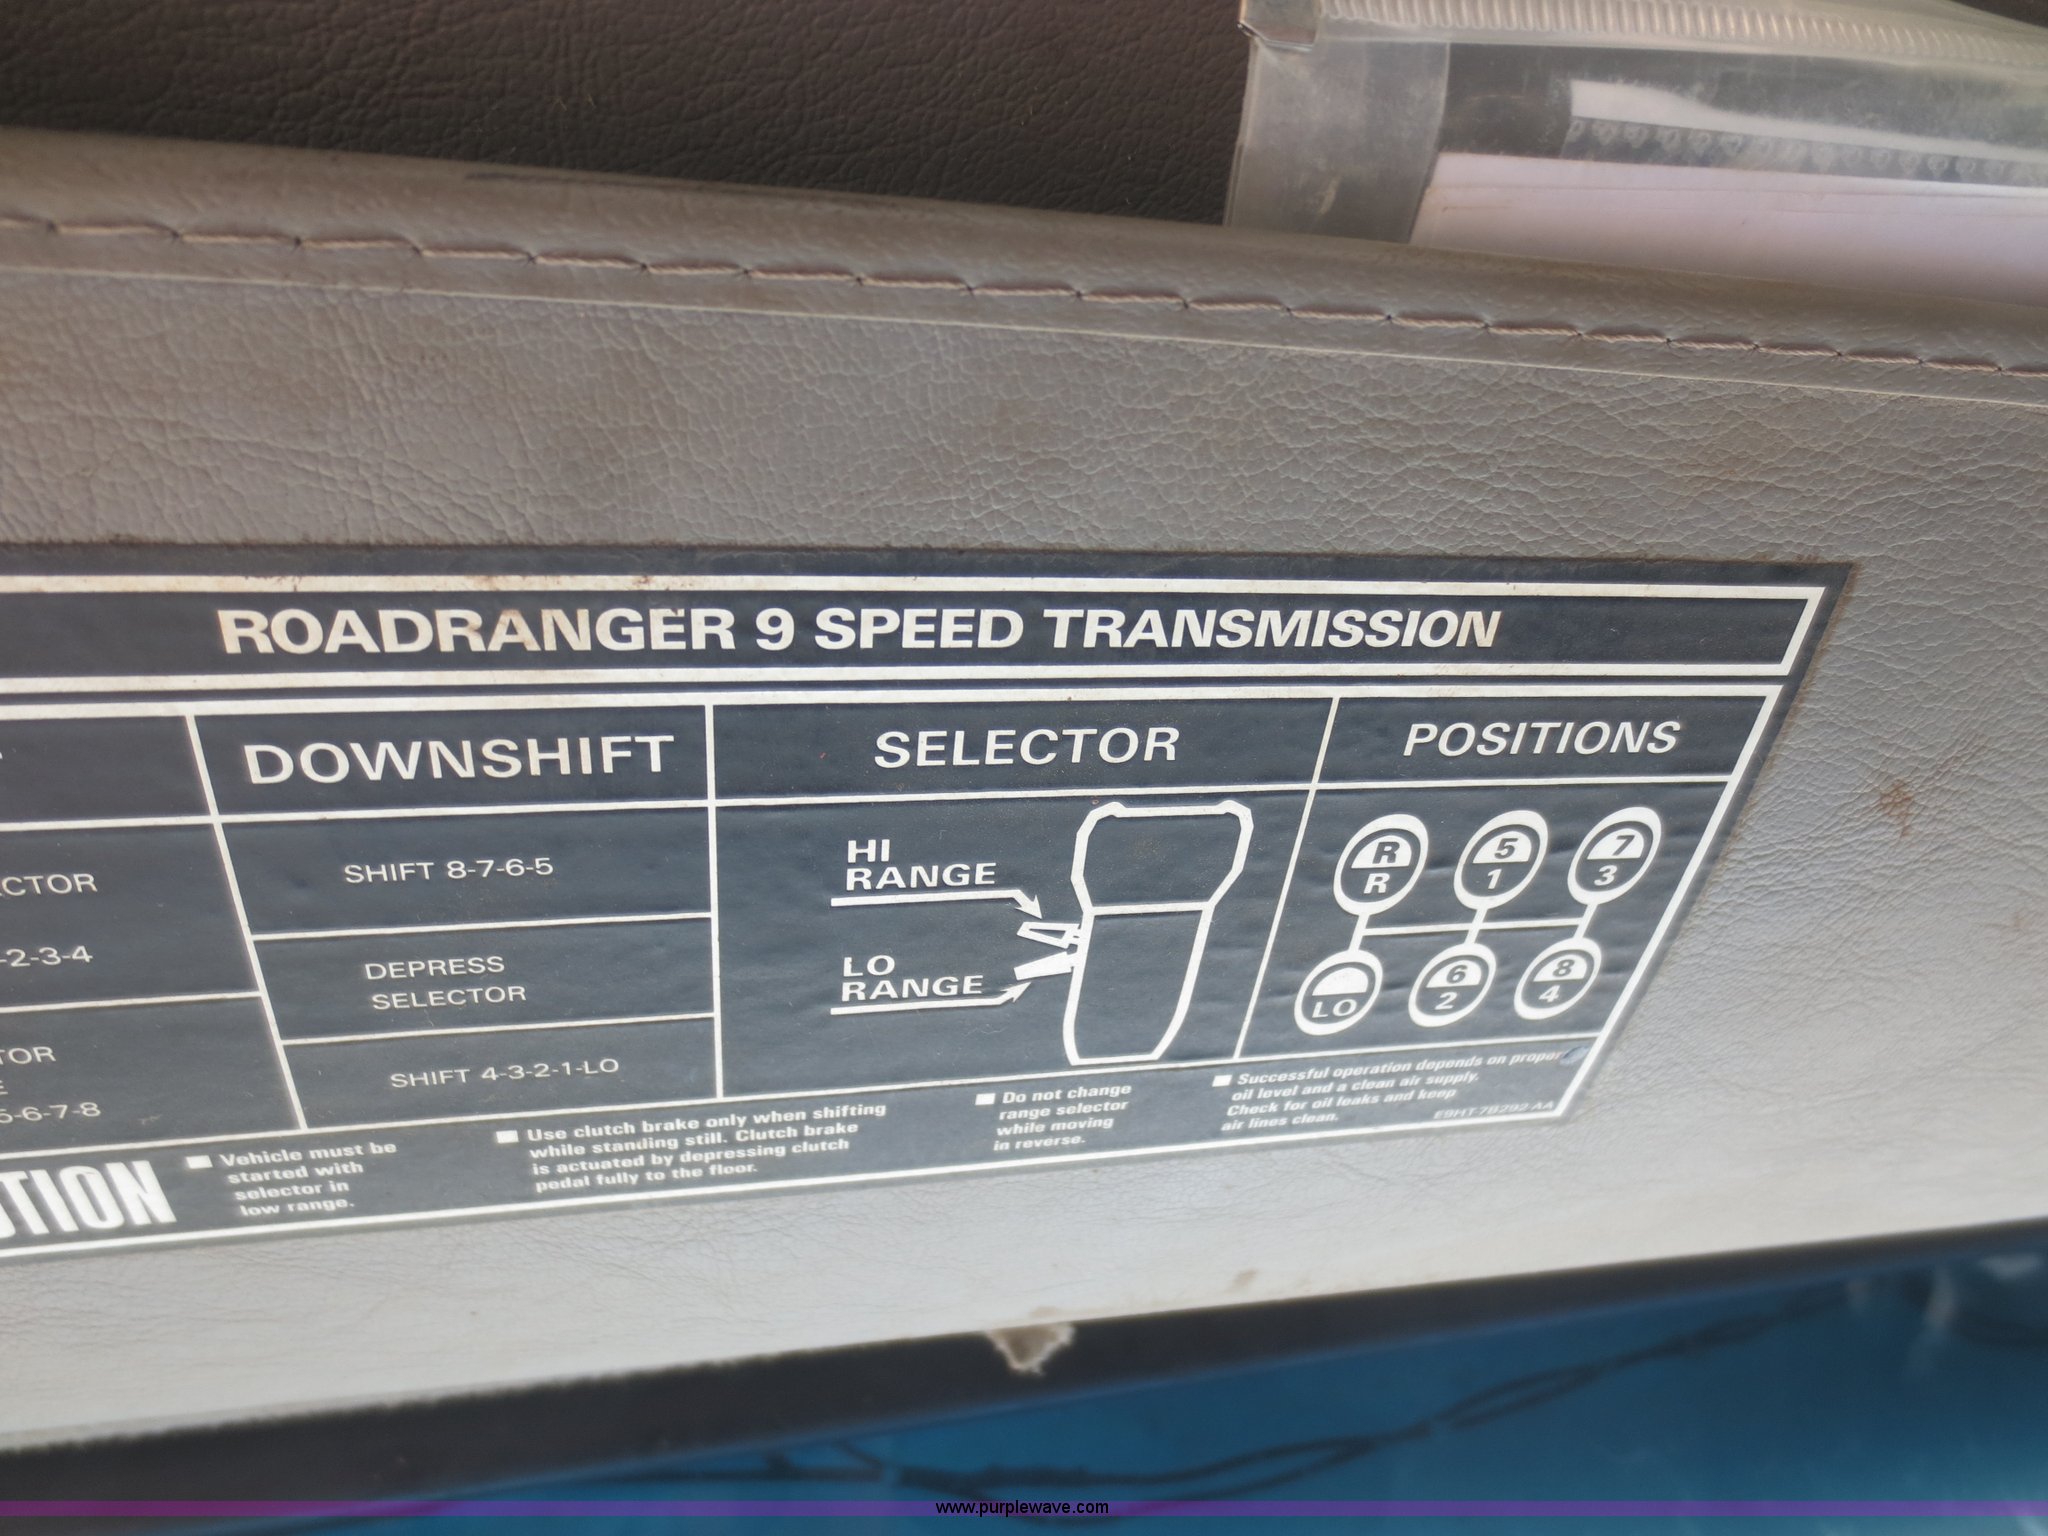 ROADRANGER 9 SPEED TRANSMISSION
DOWNSHIFT
SELECTOR
POSITIONS
CTOR
-2-3-4
TOR
5-6-7-8
SHIFT 8-7-6-5
DEPRESS
SELECTOR
SHIFT 4-3-2-1-LO
HI
RANGE
LO
RANGE
R 5 7
R 1 3
6 8
LO 2 4
TION
Vehicle must be
started with
selector in
low range.
Use clutch brake only when shifting
while standing still. Clutch brake
is actuated by depressing clutch
pedal fully to the floor.
Do not change
range selector
while moving
in reverse.
Successful operation depends on proper
oil level and a clean air supply.
Check for oil leaks and keep
air lines clean.
E9HT-7B292-AA
www.purplewave.com